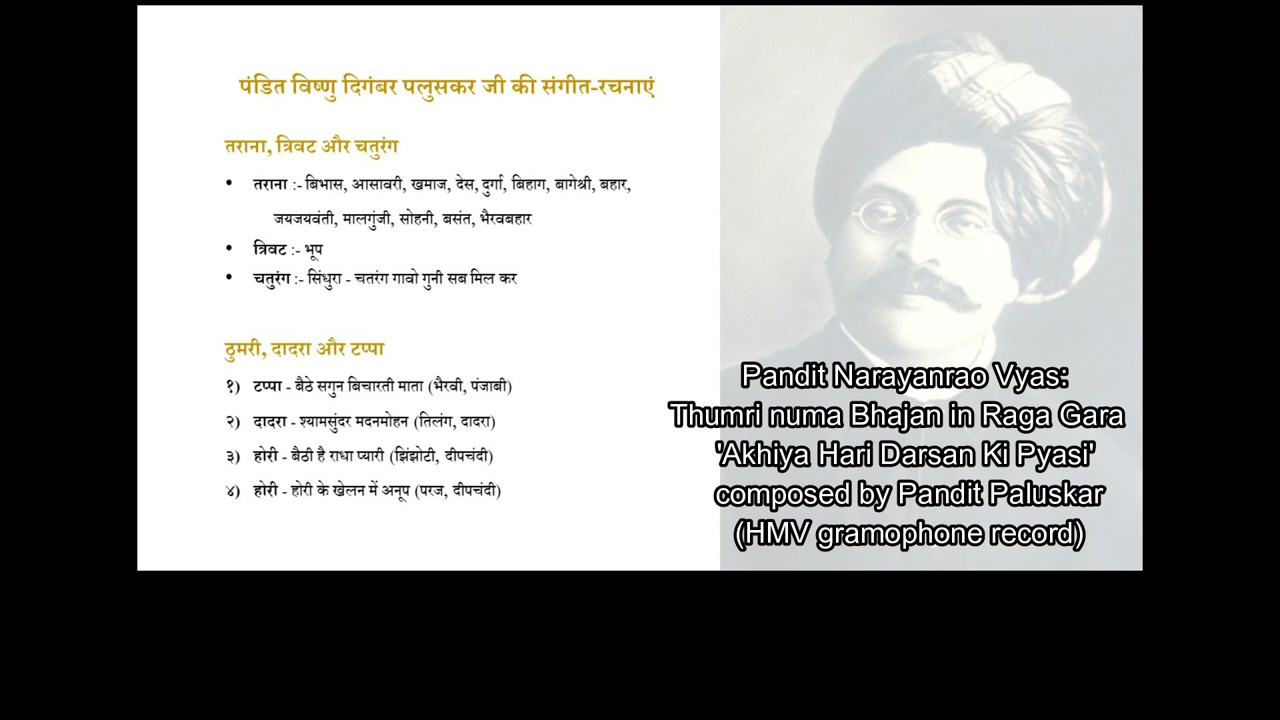 पंडित विष्णु दिगंबर पलुसकर जी की संगीत-रचनाएं
तराना, त्रिवट और चतुरंग
• तराना :- बिभास, आसावरी, खमाज, देस, दुर्गा, बिहाग, बागेश्री, बहार,
जयजयवंती, मालगुंजी, सोहनी, बसंत, भैरवबहार
• त्रिवट :- भूप
• चतुरंग :- सिंधुरा - चतरंग गावो गुनी सब मिल कर
ठुमरी, दादरा और टप्पा
१) टप्पा - बैठे सगुन बिचारती माता (भैरवी, पंजाबी)
२) दादरा - श्यामसुंदर मदनमोहन (तिलंग, दादरा)
३) होरी - बैठी है राधा प्यारी (झिंझोटी, दीपचंदी)
४) होरी - होरी के खेलन में अनूप (परज, दीपचंदी)
Pandit Narayanrao Vyas:
Thumri numa Bhajan in Raga Gara
'Akhiya Hari Darsan Ki Pyasi'
composed by Pandit Paluskar
(HMV gramophone record)